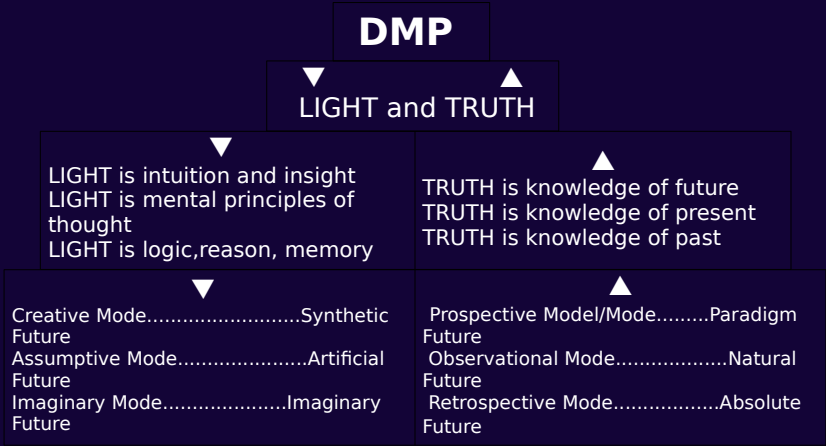 DMP
▼ ▲
LIGHT and TRUTH
▼
LIGHT is intuition and insight
LIGHT is mental principles of
thought
LIGHT is logic,reason, memory
▲
TRUTH is knowledge of future
TRUTH is knowledge of present
TRUTH is knowledge of past
▼
Creative Mode..........................Synthetic
Future
Assumptive Mode......................Artificial
Future
Imaginary Mode.....................Imaginary
Future
▲
Prospective Model/Mode.........Paradigm
Future
Observational Mode...................Natural
Future
Retrospective Mode..................Absolute
Future